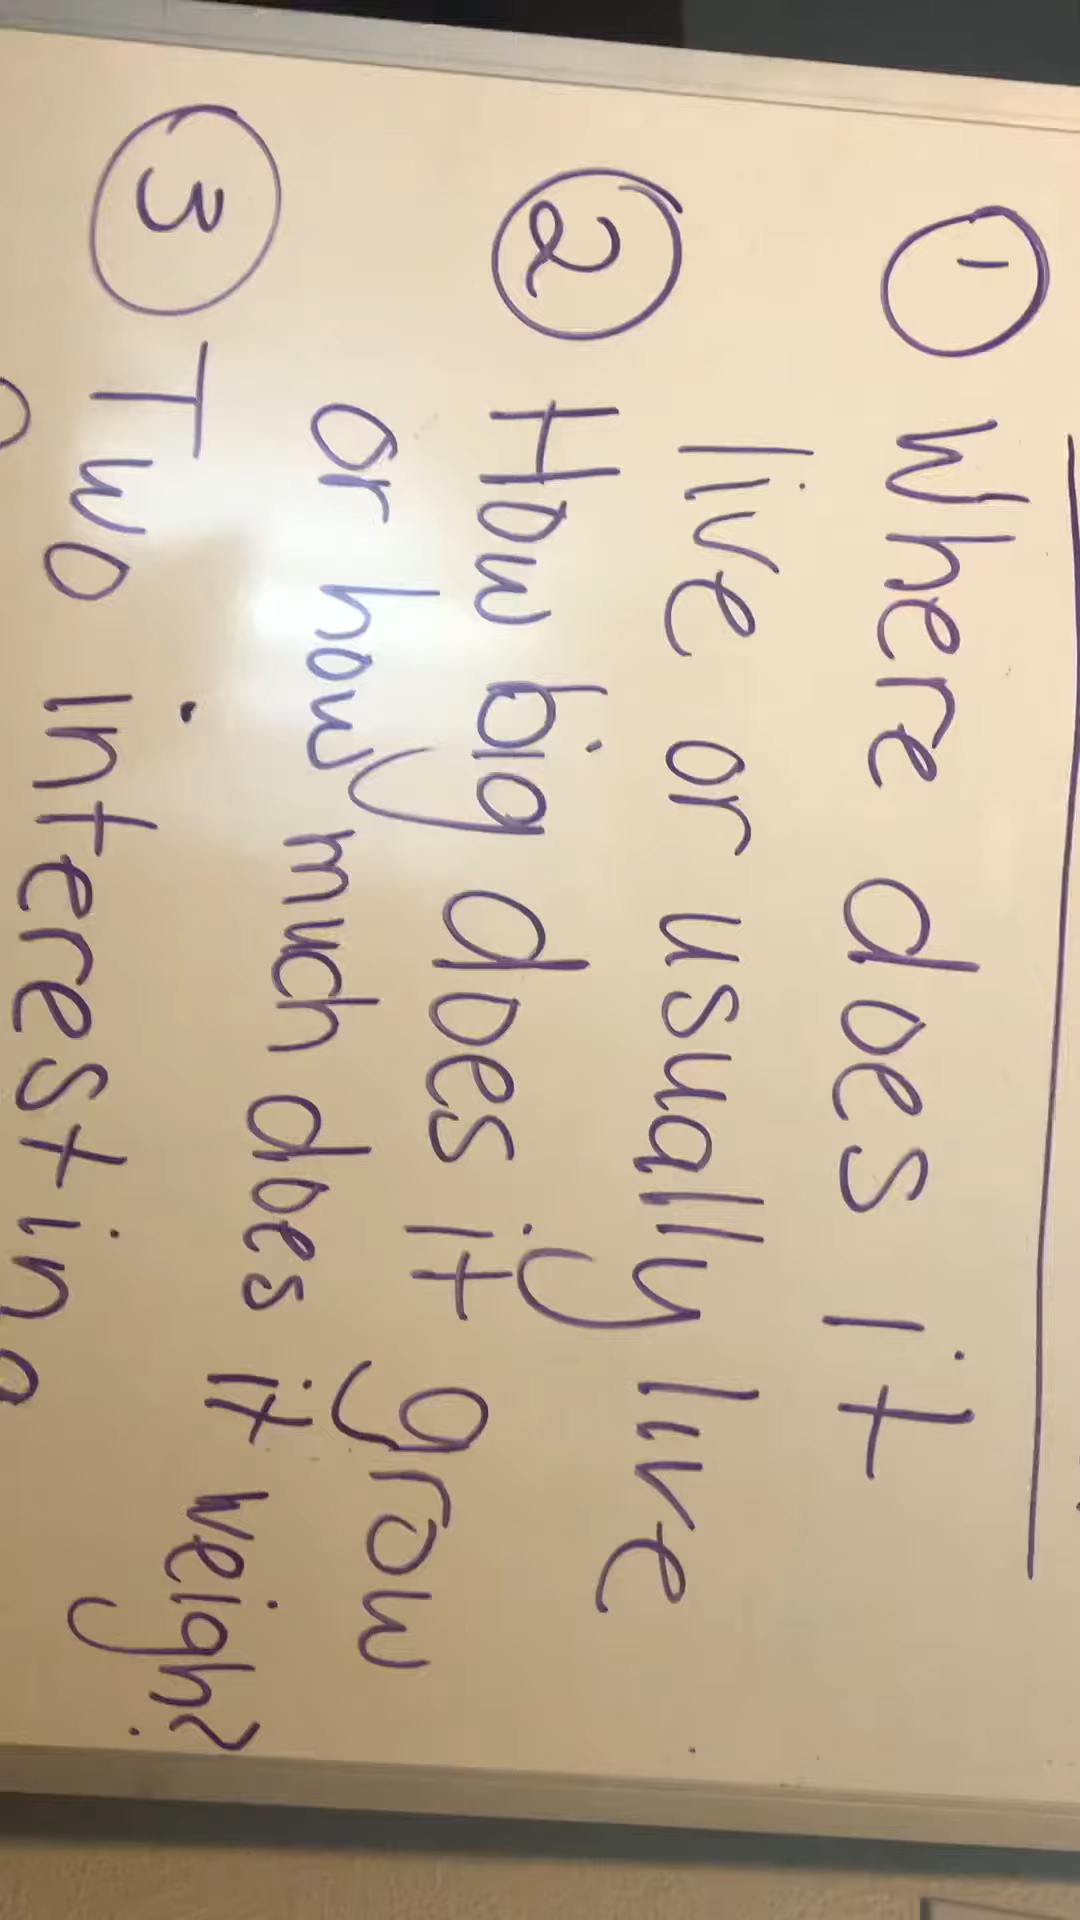 ① Where does it
live or usually live
② How big does it grow
or how much does it weigh?
③ Two interesting